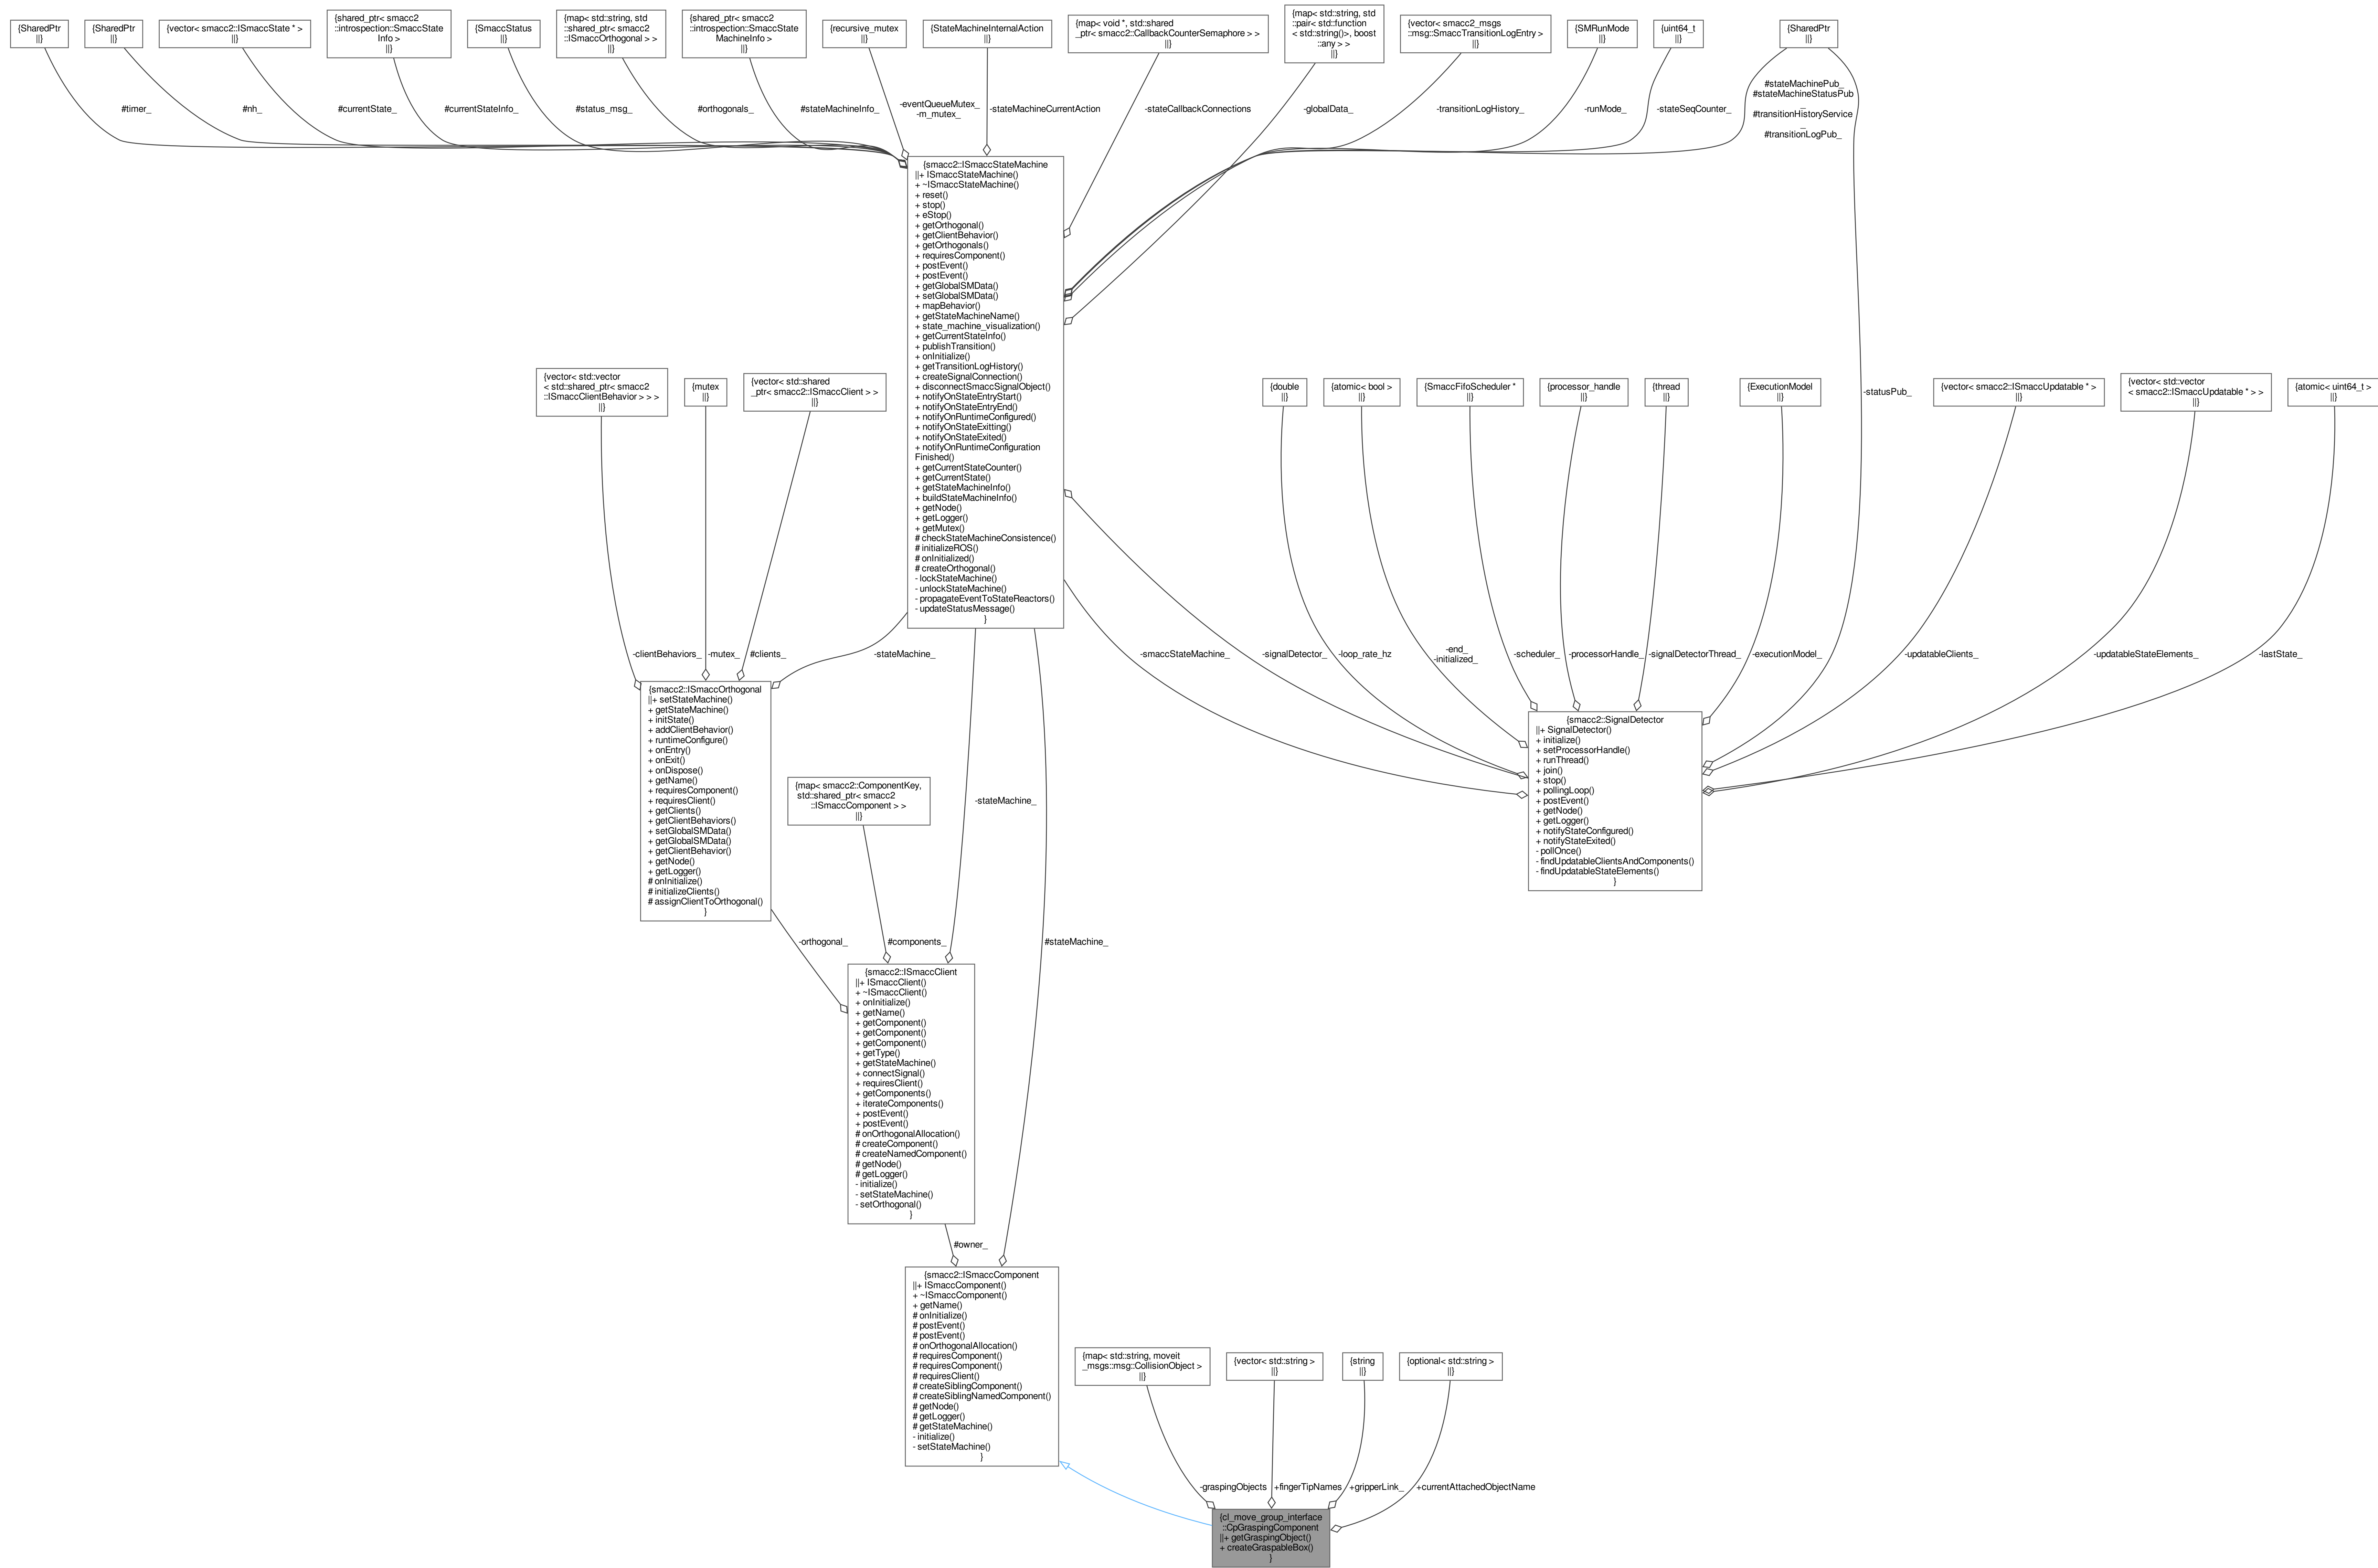 {SharedPtr
||}
{SharedPtr
||}
{vector< smacc2::ISmaccState * >
||}
{shared_ptr< smacc2
::introspection::SmaccState
Info >
||}
{SmaccStatus
||}
{map< std::string, std
::shared_ptr< smacc2
::ISmaccOrthogonal > >
||}
{shared_ptr< smacc2
::introspection::SmaccState
MachineInfo >
||}
{recursive_mutex
||}
{StateMachineInternalAction
||}
{map< void *, std::shared
_ptr< smacc2::CallbackCounterSemaphore > >
||}
{map< std::string, std
::pair< std::function
< std::string()>, boost
::any > >
||}
{vector< smacc2_msgs
::msg::SmaccTransitionLogEntry >
||}
{SMRunMode
||}
{uint64_t
||}
{SharedPtr
||}
#timer_
#nh_
#currentState_
#currentStateInfo_
#status_msg_
#orthogonals_
#stateMachineInfo_
-eventQueueMutex_
-m_mutex_
-stateMachineCurrentAction
-stateCallbackConnections
-globalData_
-transitionLogHistory_
-runMode_
-stateSeqCounter_
#stateMachinePub_
#stateMachineStatusPub
_
#transitionHistoryService
_
#transitionLogPub_
{smacc2::ISmaccStateMachine
||+ ISmaccStateMachine()
+ ~ISmaccStateMachine()
+ reset()
+ stop()
+ eStop()
+ getOrthogonal()
+ getClientBehavior()
+ getOrthogonals()
+ requiresComponent()
+ postEvent()
+ postEvent()
+ getGlobalSMData()
+ setGlobalSMData()
+ mapBehavior()
+ getStateMachineName()
+ state_machine_visualization()
+ getCurrentStateInfo()
+ publishTransition()
+ onInitialize()
+ getTransitionLogHistory()
+ createSignalConnection()
+ disconnectSmaccSignalObject()
+ notifyOnStateEntryStart()
+ notifyOnStateEntryEnd()
+ notifyOnRuntimeConfigured()
+ notifyOnStateExitting()
+ notifyOnStateExited()
+ notifyOnRuntimeConfiguration
Finished()
+ getCurrentStateCounter()
+ getCurrentState()
+ getStateMachineInfo()
+ buildStateMachineInfo()
+ getNode()
+ getLogger()
+ getMutex()
# checkStateMachineConsistence()
# initializeROS()
# onInitialized()
# createOrthogonal()
- lockStateMachine()
- unlockStateMachine()
- propagateEventToStateReactors()
- updateStatusMessage()
}
{vector< std::vector
< std::shared_ptr< smacc2
::ISmaccClientBehavior > > >
||}
{mutex
||}
{vector< std::shared
_ptr< smacc2::ISmaccClient > >
||}
{double
||}
{atomic< bool >
||}
{SmaccFifoScheduler *
||}
{processor_handle
||}
{thread
||}
{ExecutionModel
||}
-statusPub_
{vector< smacc2::ISmaccUpdatable * >
||}
{vector< std::vector
< smacc2::ISmaccUpdatable * > >
||}
{atomic< uint64_t >
||}
-clientBehaviors_
-mutex_
#clients_
-stateMachine_
-smaccStateMachine_
-signalDetector_
-loop_rate_hz
-end_
-initialized_
-scheduler_
-processorHandle_
-signalDetectorThread_
-executionModel_
-updatableClients_
-updatableStateElements_
-lastState_
{smacc2::ISmaccOrthogonal
||+ setStateMachine()
+ getStateMachine()
+ initState()
+ addClientBehavior()
+ runtimeConfigure()
+ onEntry()
+ onExit()
+ onDispose()
+ getName()
+ requiresComponent()
+ requiresClient()
+ getClients()
+ getClientBehaviors()
+ setGlobalSMData()
+ getGlobalSMData()
+ getClientBehavior()
+ getNode()
+ getLogger()
# onInitialize()
# initializeClients()
# assignClientToOrthogonal()
}
{smacc2::SignalDetector
||+ SignalDetector()
+ initialize()
+ setProcessorHandle()
+ runThread()
+ join()
+ stop()
+ pollingLoop()
+ postEvent()
+ getNode()
+ getLogger()
+ notifyStateConfigured()
+ notifyStateExited()
- pollOnce()
- findUpdatableClientsAndComponents()
- findUpdatableStateElements()
}
{map< smacc2::ComponentKey,
std::shared_ptr< smacc2
::ISmaccComponent > >
||}
-stateMachine_
-orthogonal_
#components_
#stateMachine_
{smacc2::ISmaccClient
||+ ISmaccClient()
+ ~ISmaccClient()
+ onInitialize()
+ getName()
+ getComponent()
+ getComponent()
+ getComponent()
+ getType()
+ getStateMachine()
+ connectSignal()
+ requiresClient()
+ getComponents()
+ iterateComponents()
+ postEvent()
+ postEvent()
# onOrthogonalAllocation()
# createComponent()
# createNamedComponent()
# getNode()
# getLogger()
- initialize()
- setStateMachine()
- setOrthogonal()
}
#owner_
{smacc2::ISmaccComponent
||+ ISmaccComponent()
+ ~ISmaccComponent()
+ getName()
# onInitialize()
# postEvent()
# postEvent()
# onOrthogonalAllocation()
# requiresComponent()
# requiresComponent()
# requiresClient()
# createSiblingComponent()
# createSiblingNamedComponent()
# getNode()
# getLogger()
# getStateMachine()
- initialize()
- setStateMachine()
}
{map< std::string, moveit
_msgs::msg::CollisionObject >
||}
{vector< std::string >
||}
{string
||}
{optional< std::string >
||}
-graspingObjects
+fingerTipNames
+gripperLink_
+currentAttachedObjectName
{cl_move_group_interface
::CpGraspingComponent
||+ getGraspingObject()
+ createGraspableBox()
}